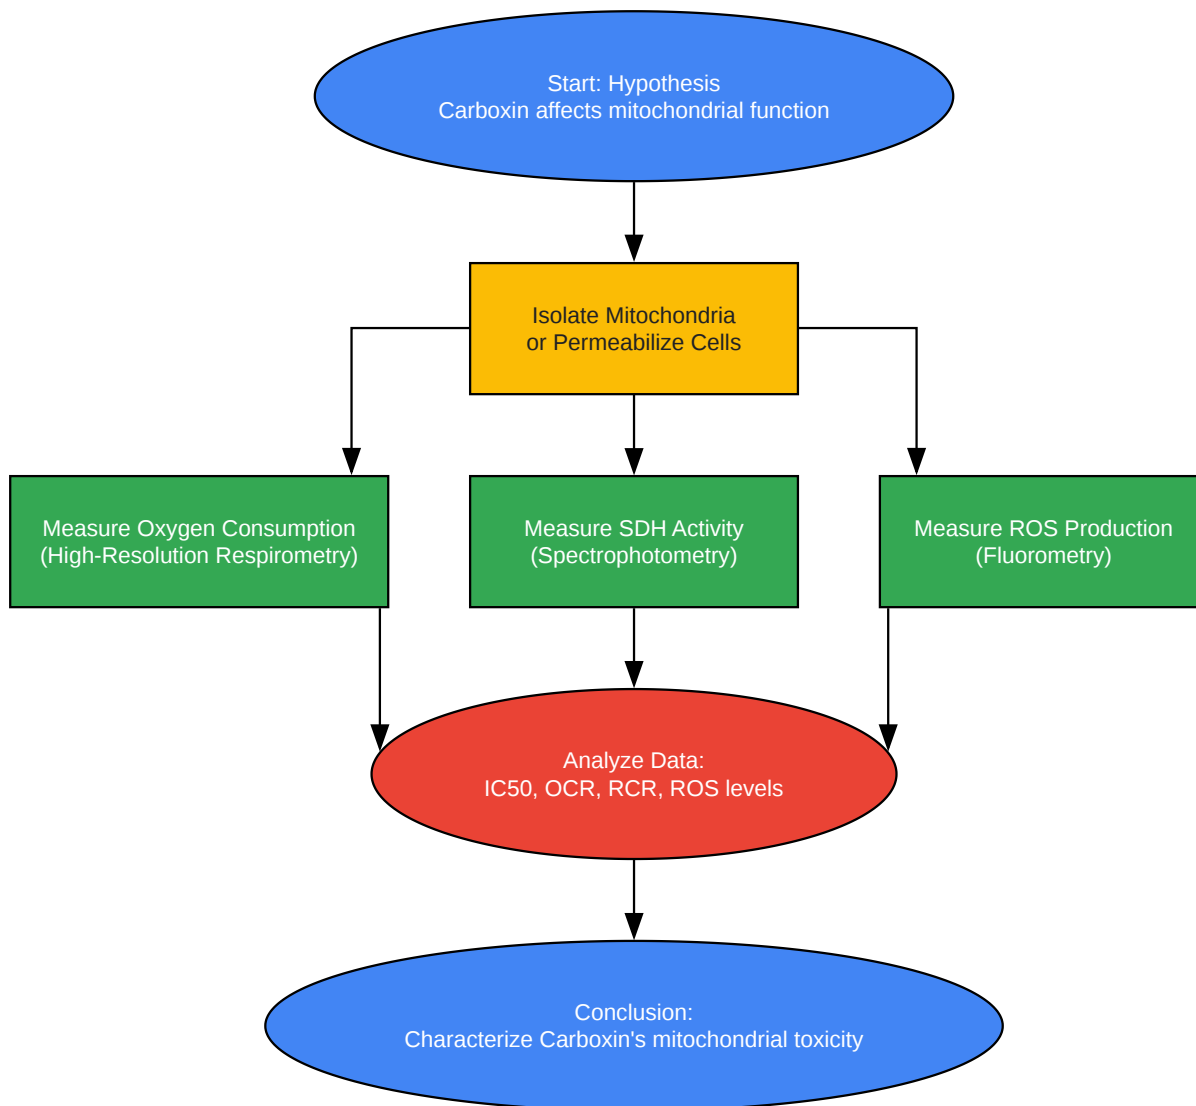 Start: Hypothesis
Carboxin affects mitochondrial function
Isolate Mitochondria
or Permeabilize Cells
Measure Oxygen Consumption
(High-Resolution Respirometry)
Measure SDH Activity
(Spectrophotometry)
Measure ROS Production
(Fluorometry)
Analyze Data:
IC50, OCR, RCR, ROS levels
Conclusion:
Characterize Carboxin's mitochondrial toxicity